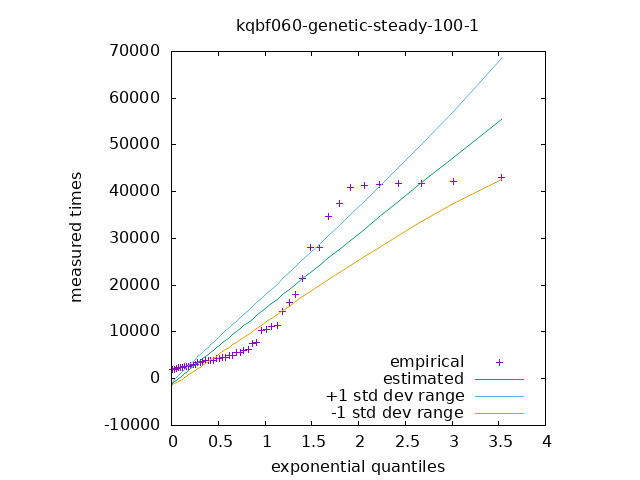 kqbf060-genetic-steady-100-1
70000
60000
50000
40000
30000
20000
10000
0
-10000
measured times
empirical
estimated
+1 std dev range
-1 std dev range
0 0.5 1 1.5 2 2.5 3 3.5 4
exponential quantiles